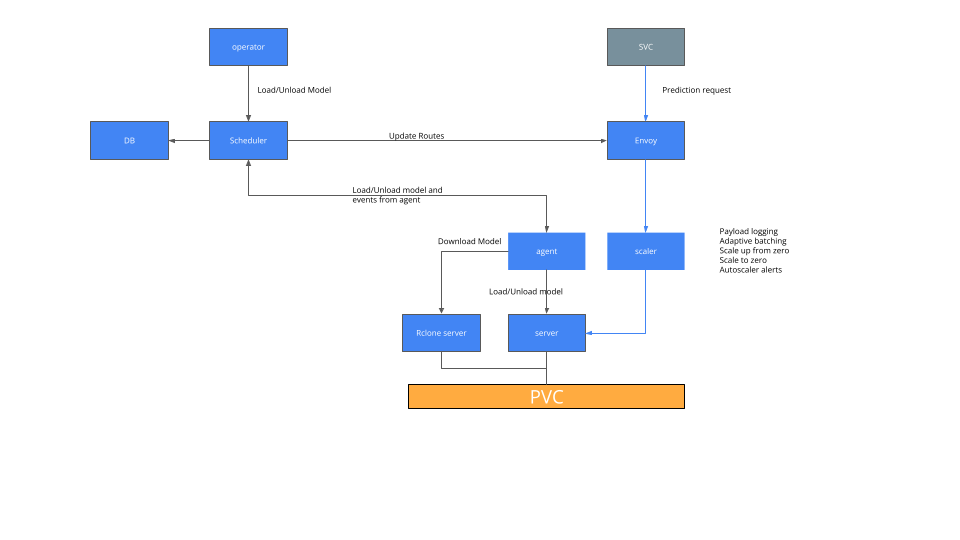 operator
SVC
Load/Unload Model
Prediction request
DB
Scheduler
Update Routes
Envoy
Load/Unload model and
events from agent
Download Model
agent
scaler
Payload logging
Adaptive batching
Scale up from zero
Scale to zero
Autoscaler alerts
Load/Unload model
Rclone server
server
PVC